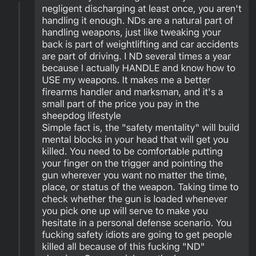 negligent discharging at least once, you aren't
handling it enough. NDs are a natural part of
handling weapons, just like tweaking your
back is part of weightlifting and car accidents
are part of driving. I ND several times a year
because I actually HANDLE and know how to
USE my weapons. It makes me a better
firearms handler and marksman, and it's a
small part of the price you pay in the
sheepdog lifestyle
Simple fact is, the "safety mentality" will build
mental blocks in your head that will get you
killed. You need to be comfortable putting
your finger on the trigger and pointing the
gun wherever you want no matter the time,
place, or status of the weapon. Taking time to
check whether the gun is loaded whenever
you pick one up will serve to make you
hesitate in a personal defense scenario. You
fucking safety idiots are going to get people
killed all because of this fucking "ND"